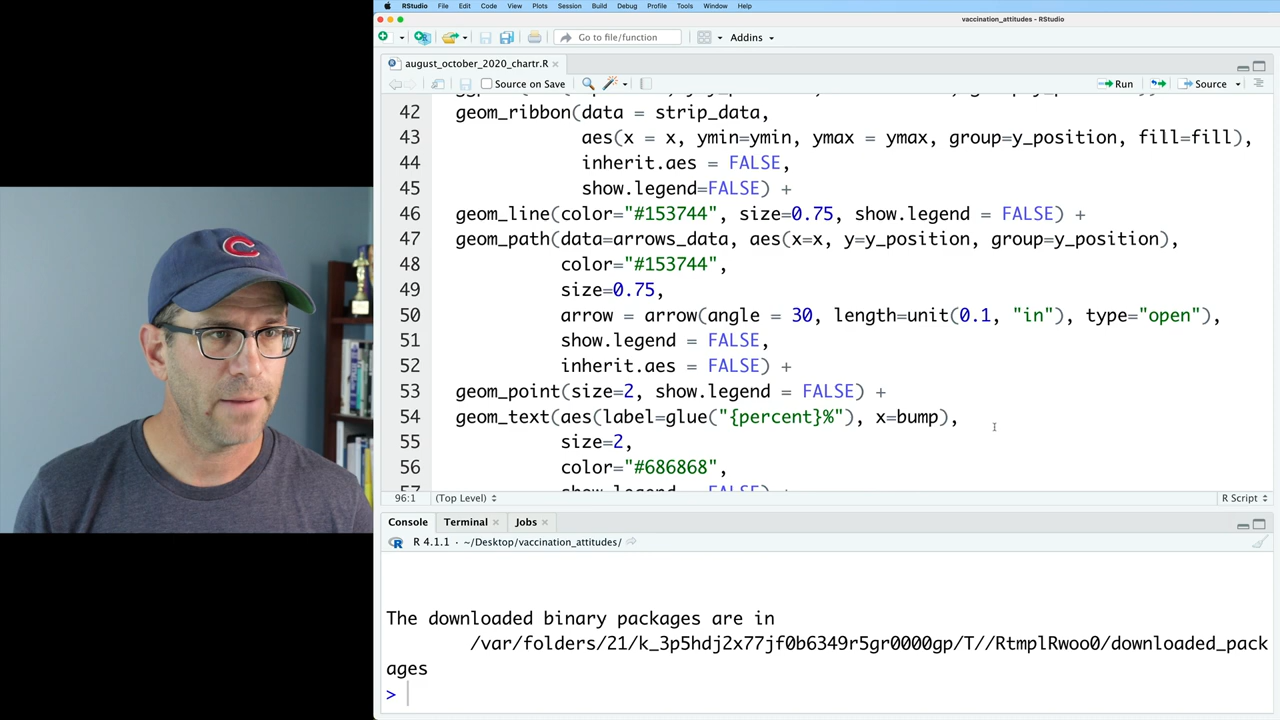 RStudio File Edit Code View Plots Session Build Debug Profile Tools Window Help
vaccination_attitudes - RStudio
Go to file/function Addins
august_october_2020_chartr.R
Source on Save Run Source
42 geom_ribbon(data = strip_data,
43 aes(x = x, ymin=ymin, ymax = ymax, group=y_position, fill=fill),
44 inherit.aes = FALSE,
45 show.legend=FALSE) +
46 geom_line(color="#153744", size=0.75, show.legend = FALSE) +
47 geom_path(data=arrows_data, aes(x=x, y=y_position, group=y_position),
48 color="#153744",
49 size=0.75,
50 arrow = arrow(angle = 30, length=unit(0.1, "in"), type="open"),
51 show.legend = FALSE,
52 inherit.aes = FALSE) +
53 geom_point(size=2, show.legend = FALSE) +
54 geom_text(aes(label=glue("{percent}%"), x=bump),
55 size=2,
56 color="#686868",
57 show.legend = FALSE) +
96:1 (Top Level) R Script
Console Terminal Jobs
R 4.1.1 · ~/Desktop/vaccination_attitudes/
The downloaded binary packages are in
/var/folders/21/k_3p5hdj2x77jf0b6349r5gr0000gp/T//RtmplRwoo0/downloaded_pack
ages
>
C